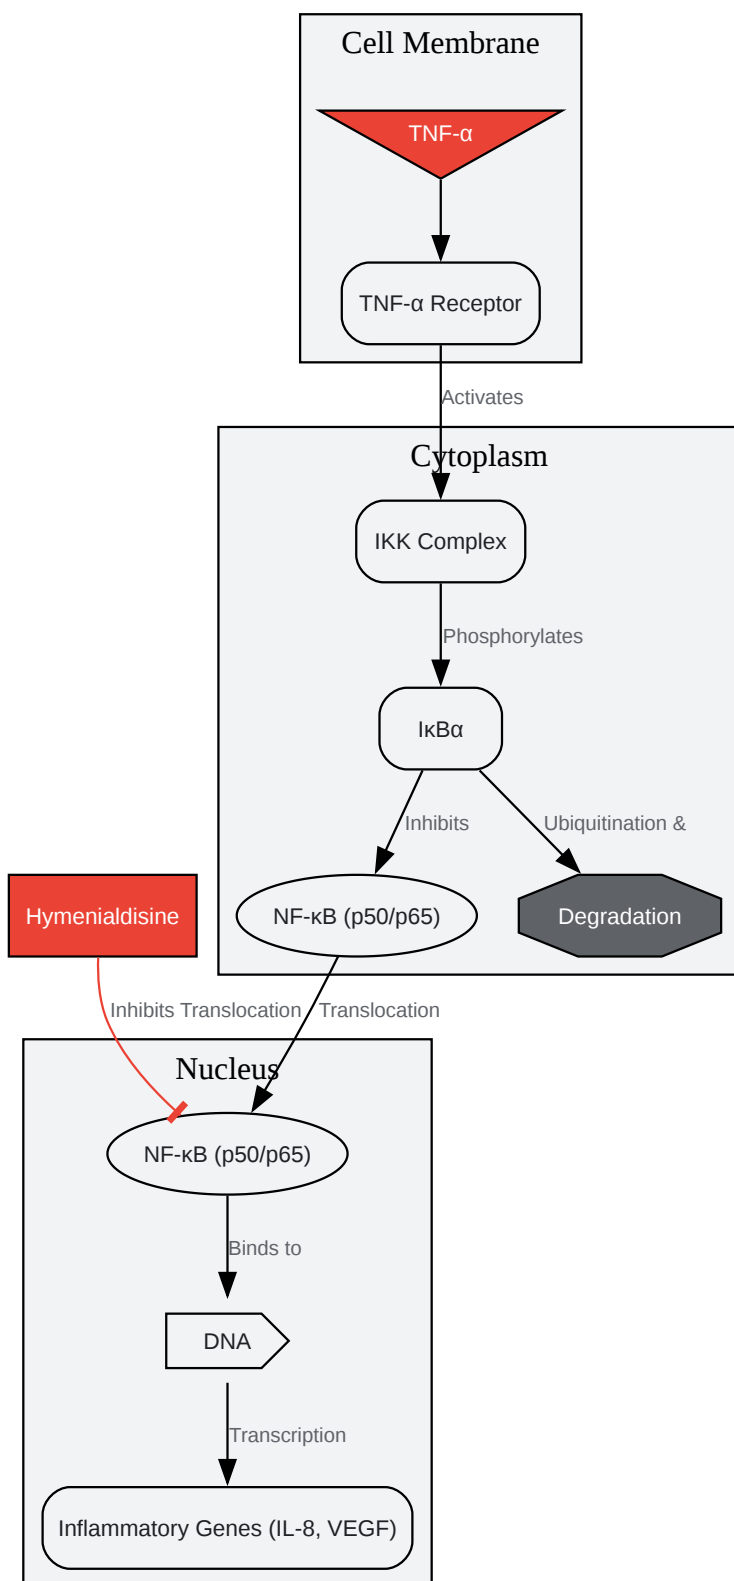 Cell Membrane
TNF-α
TNF-α Receptor
Activates
Cytoplasm
IKK Complex
Phosphorylates
IκBα
Inhibits
Ubiquitination &
Hymenialdisine
NF-κB (p50/p65)
Degradation
Inhibits Translocation
Translocation
Nucleus
NF-κB (p50/p65)
Binds to
DNA
Transcription
Inflammatory Genes (IL-8, VEGF)